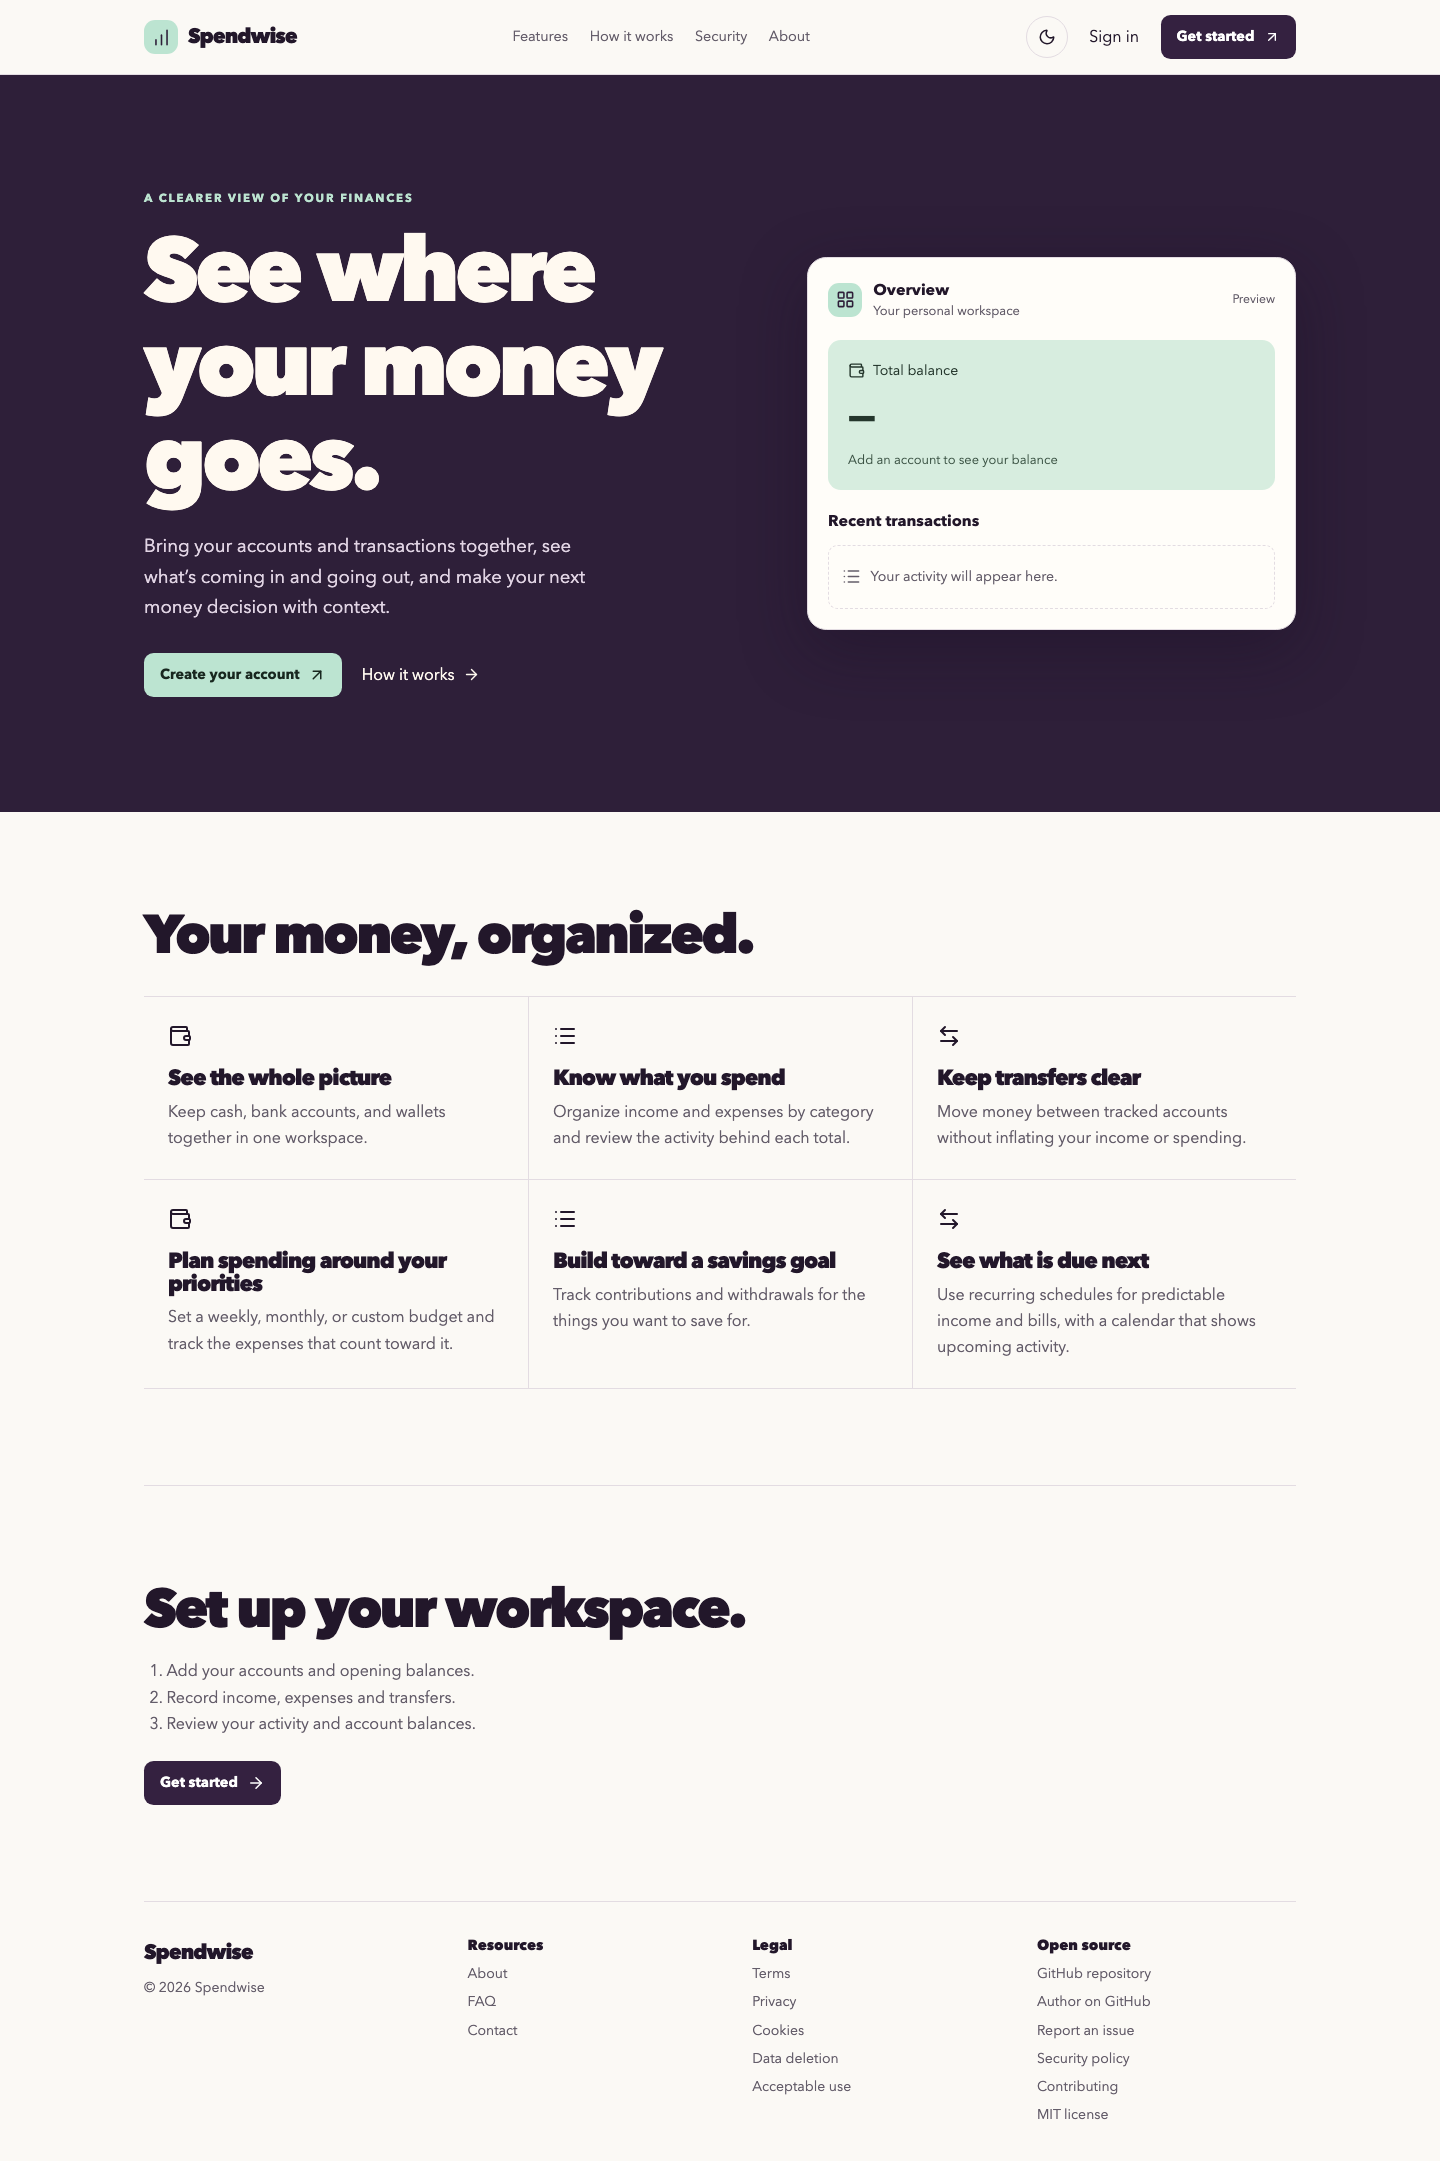 Spendwise
Features How it works Security About
Sign in
Get started
A CLEARER VIEW OF YOUR FINANCES
See where
your money
goes.
Bring your accounts and transactions together, see
what’s coming in and going out, and make your next
money decision with context.
Create your account
How it works
Overview
Your personal workspace
Preview
Total balance
–
Add an account to see your balance
Recent transactions
Your activity will appear here.
Your money, organized.
See the whole picture
Keep cash, bank accounts, and wallets
together in one workspace.
Know what you spend
Organize income and expenses by category
and review the activity behind each total.
Keep transfers clear
Move money between tracked accounts
without inflating your income or spending.
Plan spending around your
priorities
Set a weekly, monthly, or custom budget and
track the expenses that count toward it.
Build toward a savings goal
Track contributions and withdrawals for the
things you want to save for.
See what is due next
Use recurring schedules for predictable
income and bills, with a calendar that shows
upcoming activity.
Set up your workspace.
1. Add your accounts and opening balances.
2. Record income, expenses and transfers.
3. Review your activity and account balances.
Get started
Spendwise
© 2026 Spendwise
Resources
About
FAQ
Contact
Legal
Terms
Privacy
Cookies
Data deletion
Acceptable use
Open source
GitHub repository
Author on GitHub
Report an issue
Security policy
Contributing
MIT license